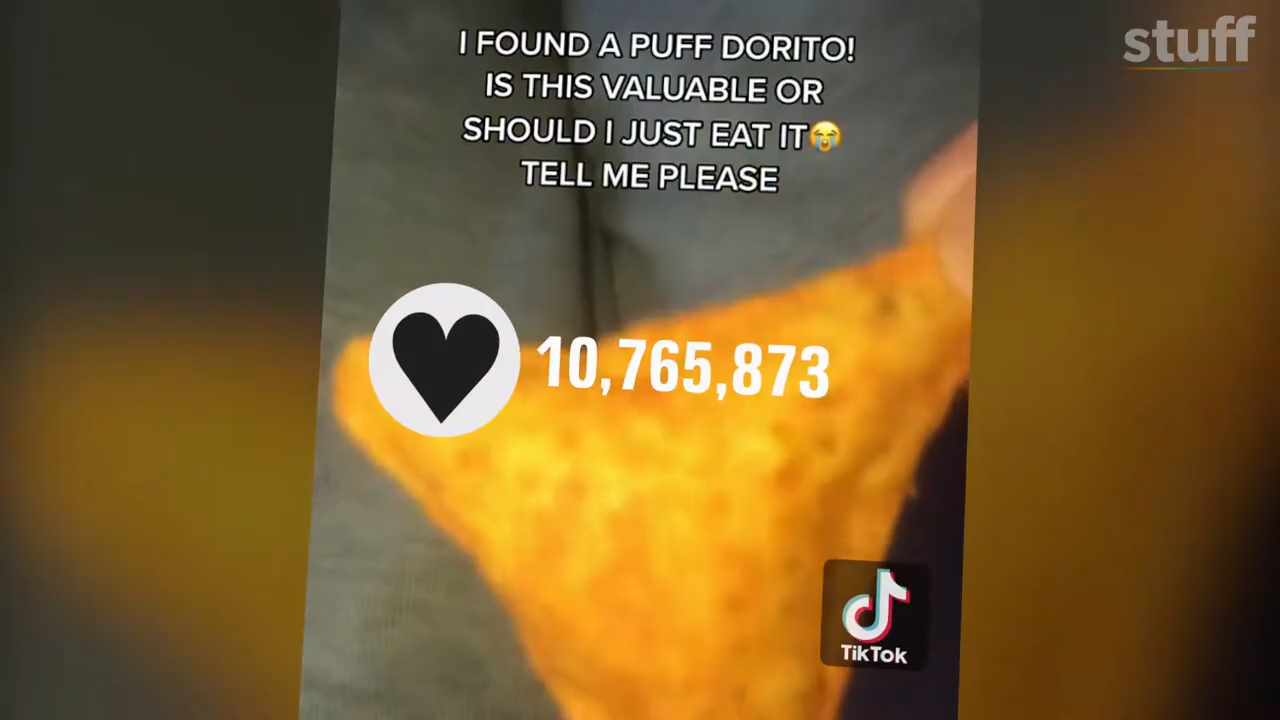 stuff
I FOUND A PUFF DORITO!
IS THIS VALUABLE OR
SHOULD I JUST EAT IT😭
TELL ME PLEASE
10,765,873
TikTok